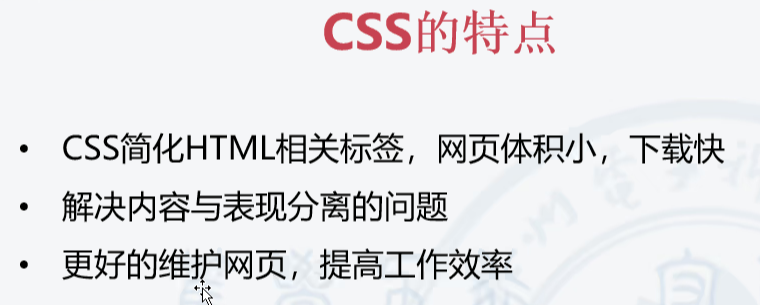 CSS的特点
• CSS简化HTML相关标签，网页体积小，下载快
• 解决内容与表现分离的问题
• 更好的维护网页，提高工作效率